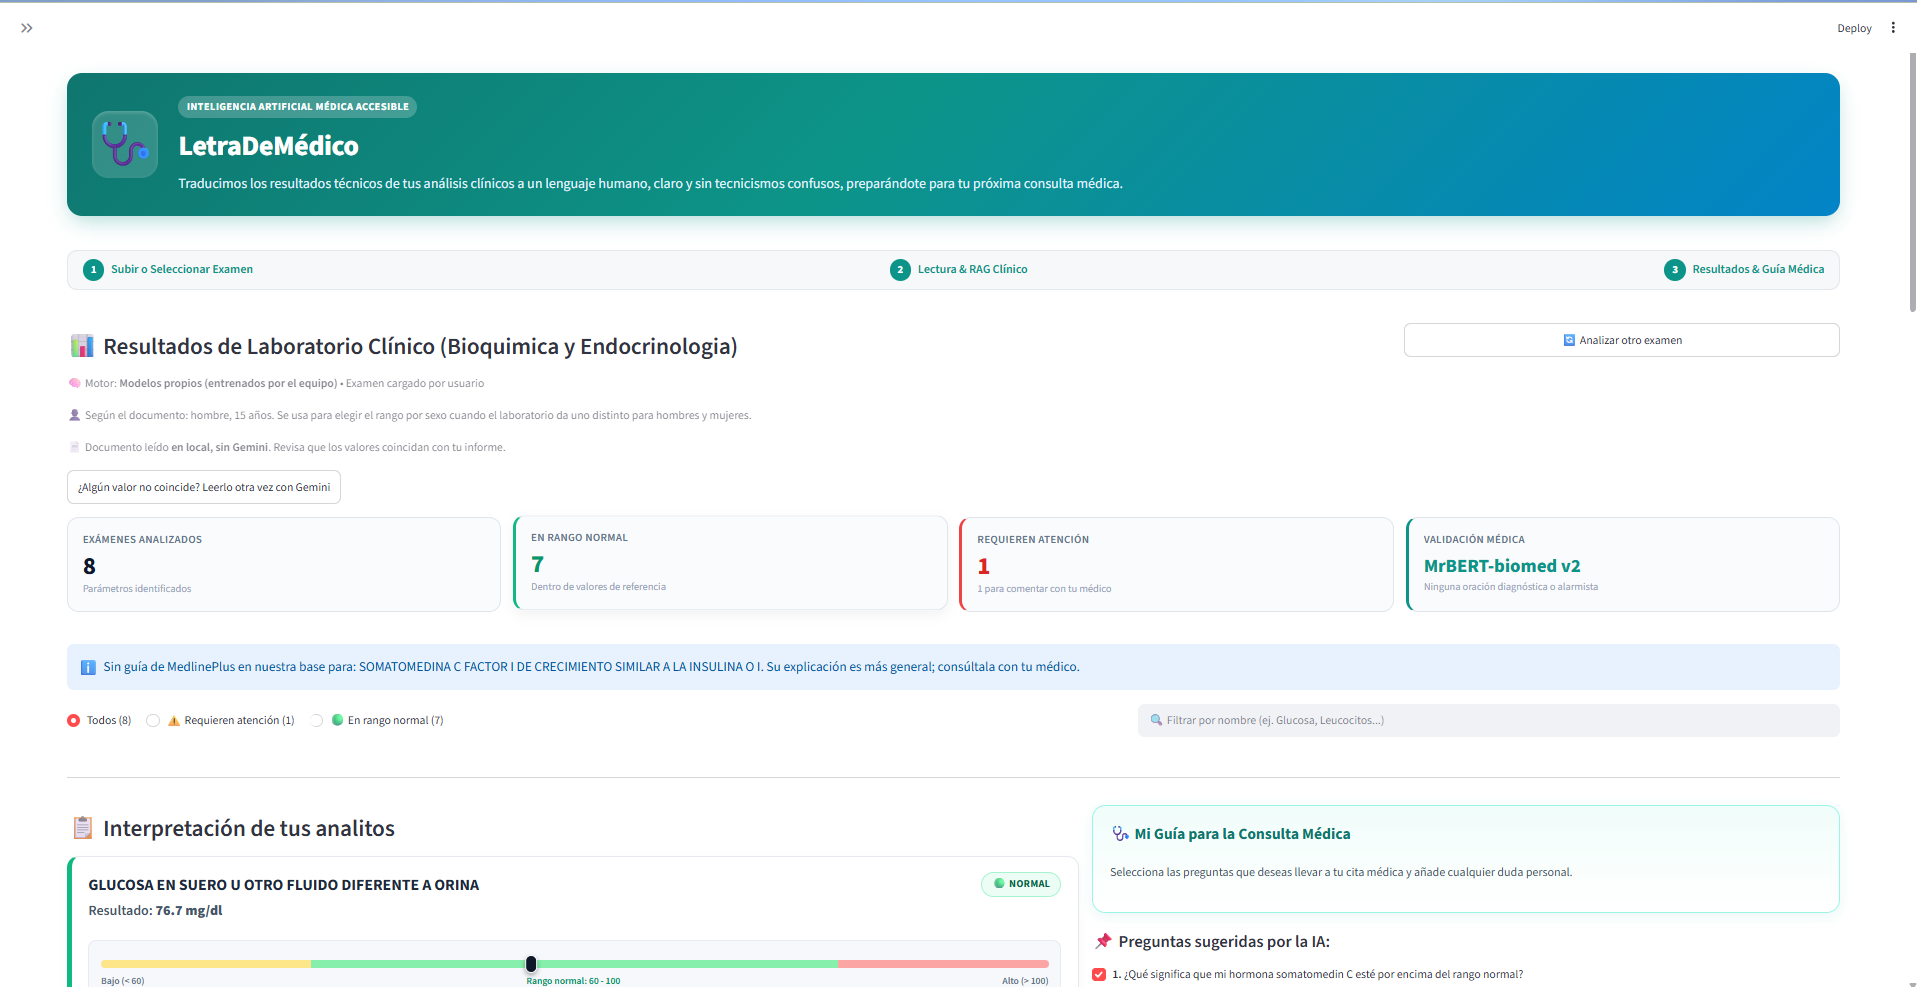 Deploy
INTELIGENCIA ARTIFICIAL MÉDICA ACCESIBLE
LetraDeMédico
Traducimos los resultados técnicos de tus análisis clínicos a un lenguaje humano, claro y sin tecnicismos confusos, preparándote para tu próxima consulta médica.
1 Subir o Seleccionar Examen
2 Lectura & RAG Clínico
3 Resultados & Guía Médica
Resultados de Laboratorio Clínico (Bioquimica y Endocrinologia)
Analizar otro examen
Motor: Modelos propios (entrenados por el equipo) • Examen cargado por usuario
Según el documento: hombre, 15 años. Se usa para elegir el rango por sexo cuando el laboratorio da uno distinto para hombres y mujeres.
Documento leído en local, sin Gemini. Revisa que los valores coincidan con tu informe.
¿Algún valor no coincide? Leerlo otra vez con Gemini
EXÁMENES ANALIZADOS
8
Parámetros identificados
EN RANGO NORMAL
7
Dentro de valores de referencia
REQUIEREN ATENCIÓN
1
1 para comentar con tu médico
VALIDACIÓN MÉDICA
MrBERT-biomed v2
Ninguna oración diagnóstica o alarmista
Sin guía de MedlinePlus en nuestra base para: SOMATOMEDINA C FACTOR I DE CRECIMIENTO SIMILAR A LA INSULINA O I. Su explicación es más general; consúltala con tu médico.
Todos (8)
Requieren atención (1)
En rango normal (7)
Filtrar por nombre (ej. Glucosa, Leucocitos...)
Interpretación de tus analitos
GLUCOSA EN SUERO U OTRO FLUIDO DIFERENTE A ORINA
NORMAL
Resultado: 76.7 mg/dl
Bajo (< 60)
Rango normal: 60 - 100
Alto (> 100)
Mi Guía para la Consulta Médica
Selecciona las preguntas que deseas llevar a tu cita médica y añade cualquier duda personal.
Preguntas sugeridas por la IA:
1. ¿Qué significa que mi hormona somatomedin C esté por encima del rango normal?